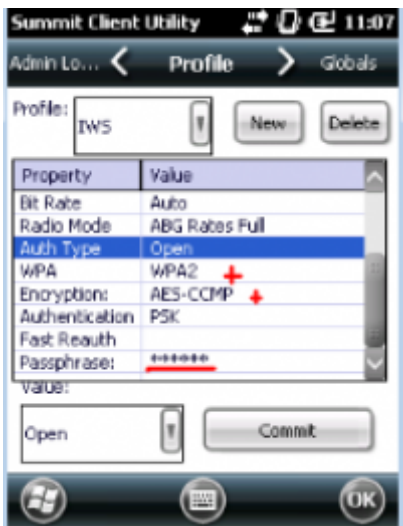 Summit Client Utility 11:07
Admin Lo... Profile Globals
Profile: IWS New Delete
Property Value
Bit Rate Auto
Radio Mode ABG Rates Full
Auth Type Open
WPA WPA2
Encryption: AES-CCMP
Authentication PSK
Fast Reauth
Passphrase: ******
Value:
Open Commit
OK